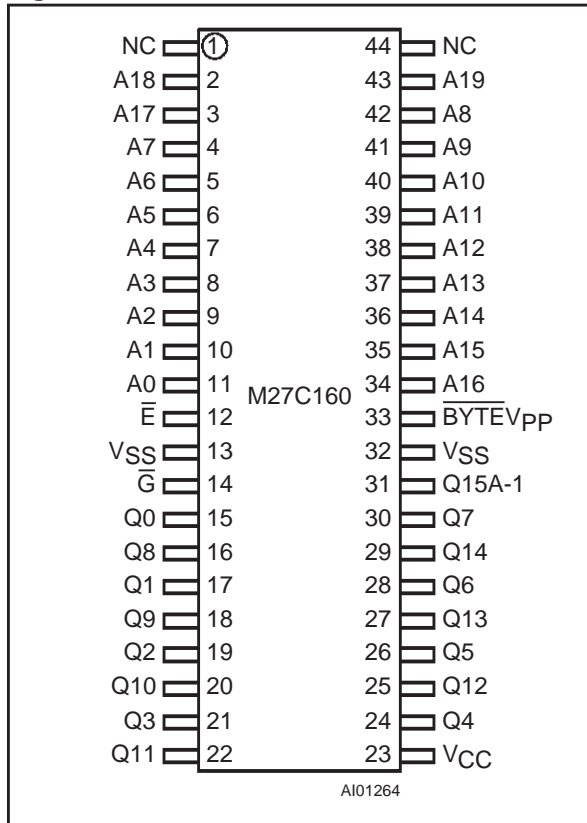 NC 1 44 NC
A18 2 43 A19
A17 3 42 A8
A7 4 41 A9
A6 5 40 A10
A5 6 39 A11
A4 7 38 A12
A3 8 37 A13
A2 9 36 A14
A1 10 35 A15
A0 11 34 A16
M27C160
E̅ 12 33 B̅Y̅T̅E̅VPP
VSS 13 32 VSS
G̅ 14 31 Q15A-1
Q0 15 30 Q7
Q8 16 29 Q14
Q1 17 28 Q6
Q9 18 27 Q13
Q2 19 26 Q5
Q10 20 25 Q12
Q3 21 24 Q4
Q11 22 23 VCC
AI01264